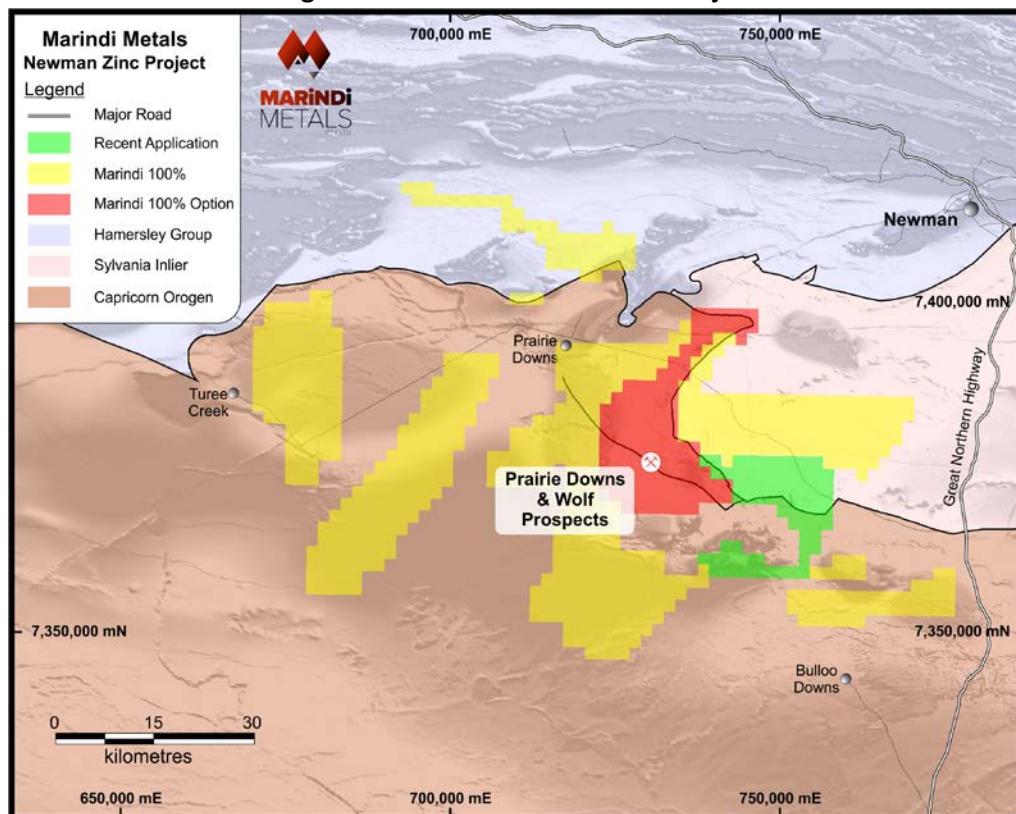 700,000 mE
750,000 mE
Marindi Metals
Newman Zinc Project
Legend
Major Road
Recent Application
Marindi 100%
Marindi 100% Option
Hamersley Group
Sylvania Inlier
Capricorn Orogen
MARiNDi
METALS
Newman
7,400,000 mN
Prairie
Downs
Turee
Creek
Great Northern Highway
Prairie Downs
& Wolf
Prospects
7,350,000 mN
7,350,000 mN
Bulloo
Downs
0 15 30
kilometres
650,000 mE
700,000 mE
750,000 mE